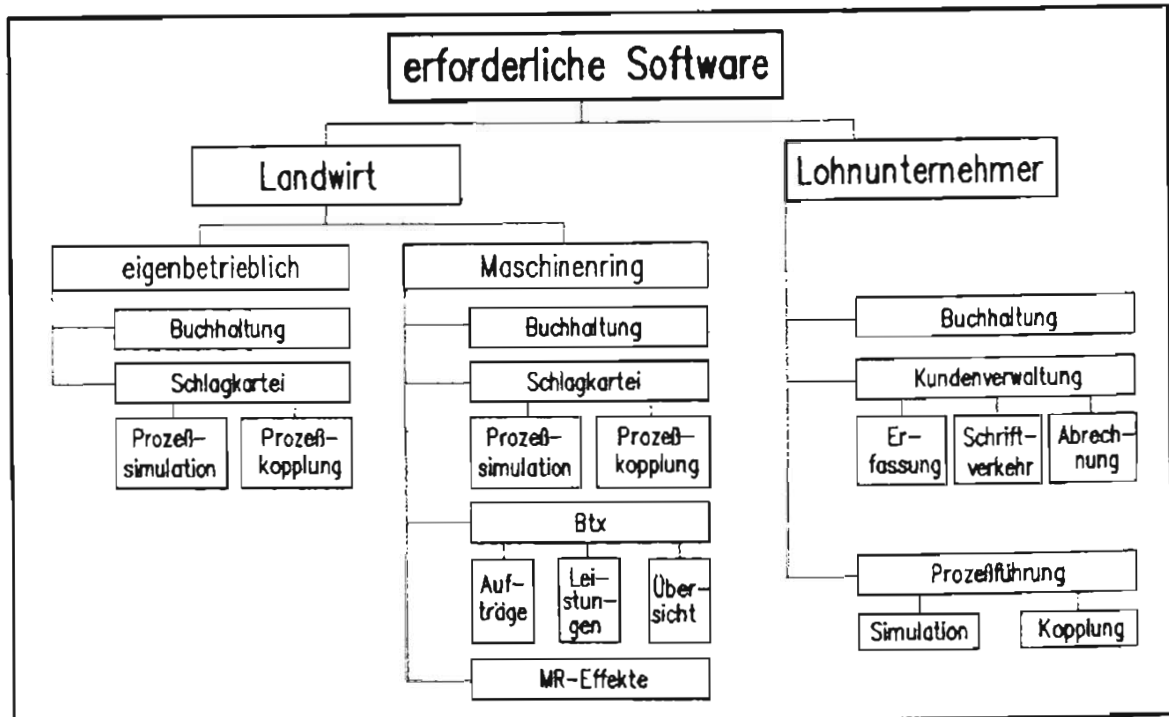 erforderliche Software
Landwirt
Lohnunternehmer
eigenbetrieblich
Maschinenring
Buchhaltung
Schlagkartei
Prozeß-
simulation
Prozeß-
kopplung
Buchhaltung
Schlagkartei
Prozeß-
simulation
Prozeß-
kopplung
Btx
Auf-
träge
Lei-
stun-
gen
Über-
sicht
MR-Effekte
Buchhaltung
Kundenverwaltung
Er-
fassung
Schrift-
verkehr
Abrech-
nung
Prozeßführung
Simulation
Kopplung